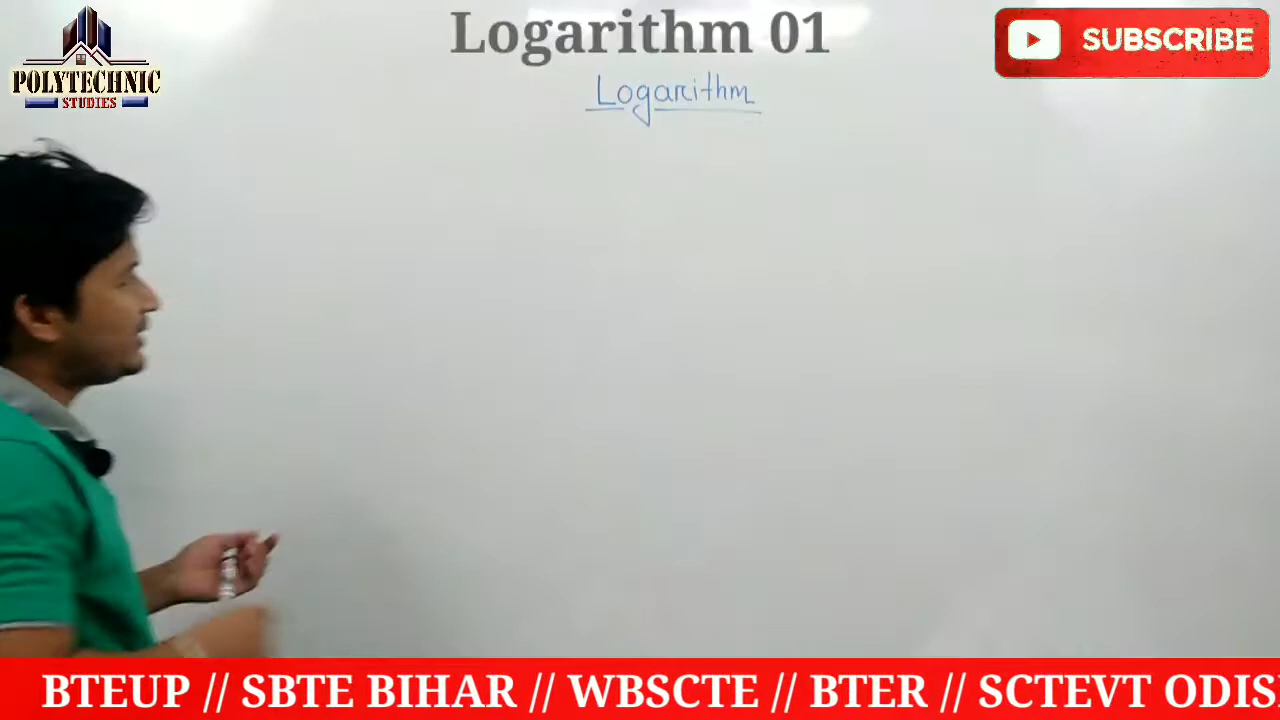 Logarithm 01
POLYTECHNIC
STUDIES
SUBSCRIBE
Logarithm
BTEUP // SBTE BIHAR // WBSCTE // BTER // SCTEVT ODIS